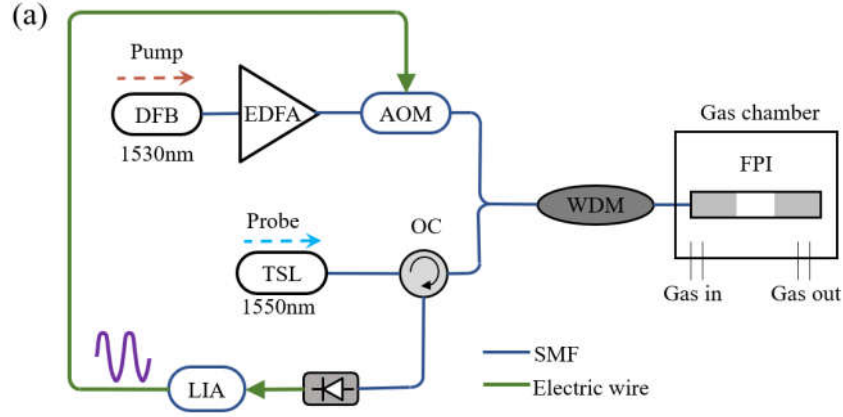 (a)
Pump
DFB
1530nm
EDFA
AOM
Gas chamber
FPI
WDM
Gas in
Gas out
Probe
OC
TSL
1550nm
LIA
SMF
Electric wire